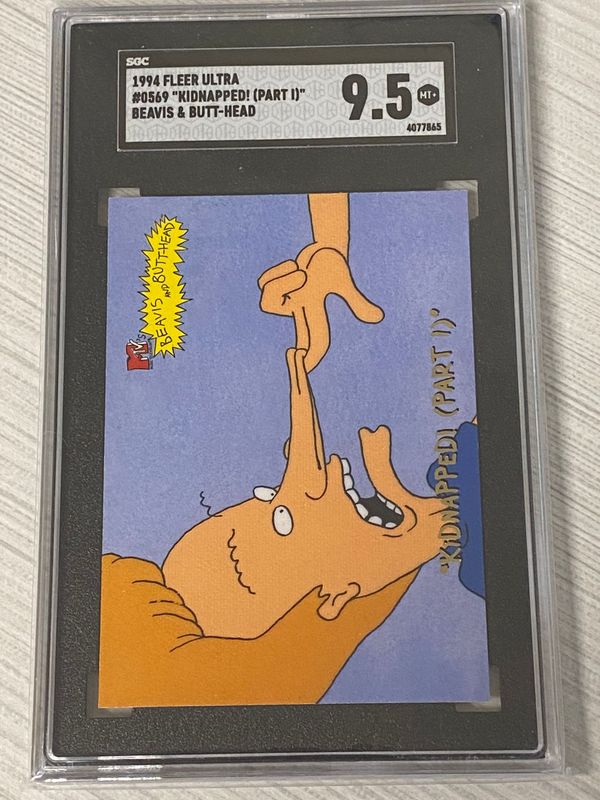 SGC
1994 FLEER ULTRA
#0569 "KIDNAPPED! (PART I)"
BEAVIS & BUTT-HEAD
9.5
MT+
4077865
MTV's
BEAVIS AND BUTT-HEAD
"KiDNAPPED! (PART I)"